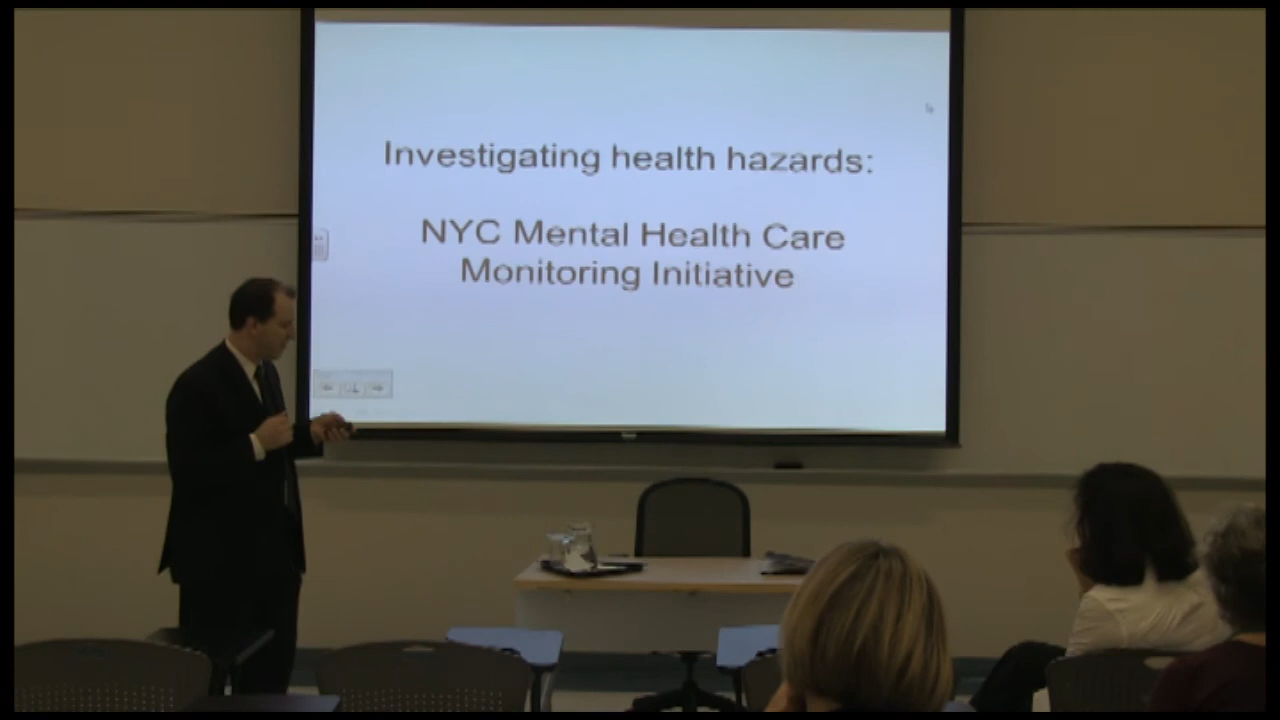 Investigating health hazards:
NYC Mental Health Care
Monitoring Initiative